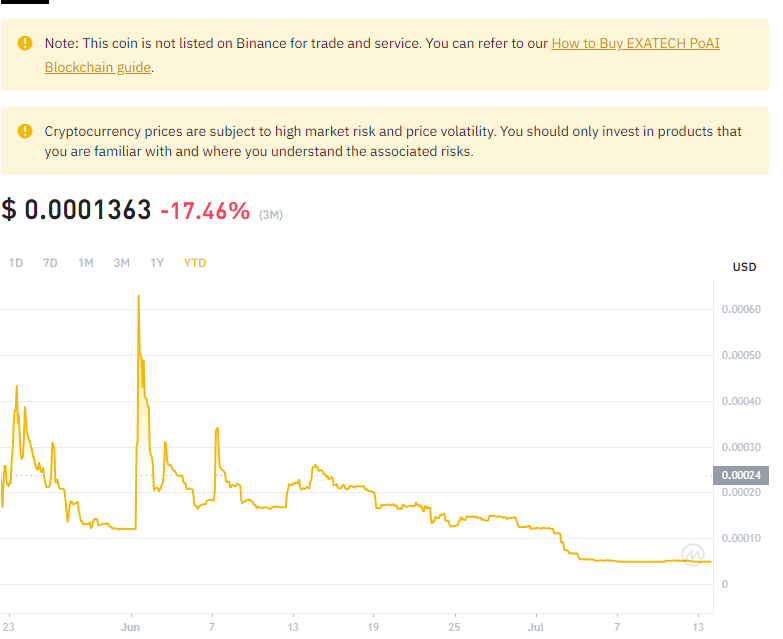 Note: This coin is not listed on Binance for trade and service. You can refer to our How to Buy EXATECH PoAI
Blockchain guide.
Cryptocurrency prices are subject to high market risk and price volatility. You should only invest in products that
you are familiar with and where you understand the associated risks.
$ 0.0001363 -17.46% (3M)
1D 7D 1M 3M 1Y YTD
USD
0.00060
0.00050
0.00040
0.00030
0.00024
0.00020
0.00010
0
23 Jun 7 13 19 25 Jul 7 13